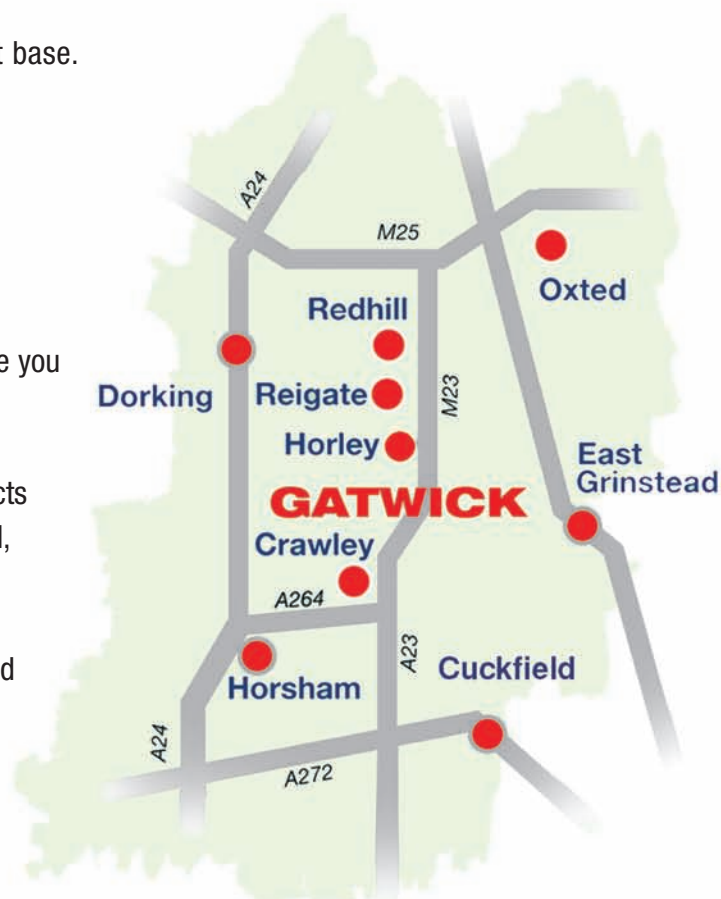 t base.
A24
M25
Redhill
Oxted
e you
Dorking
Reigate
M23
Horley
East
Grinstead
cts
GATWICK
l,
Crawley
A264
A23
d
Horsham
Cuckfield
A24
A272